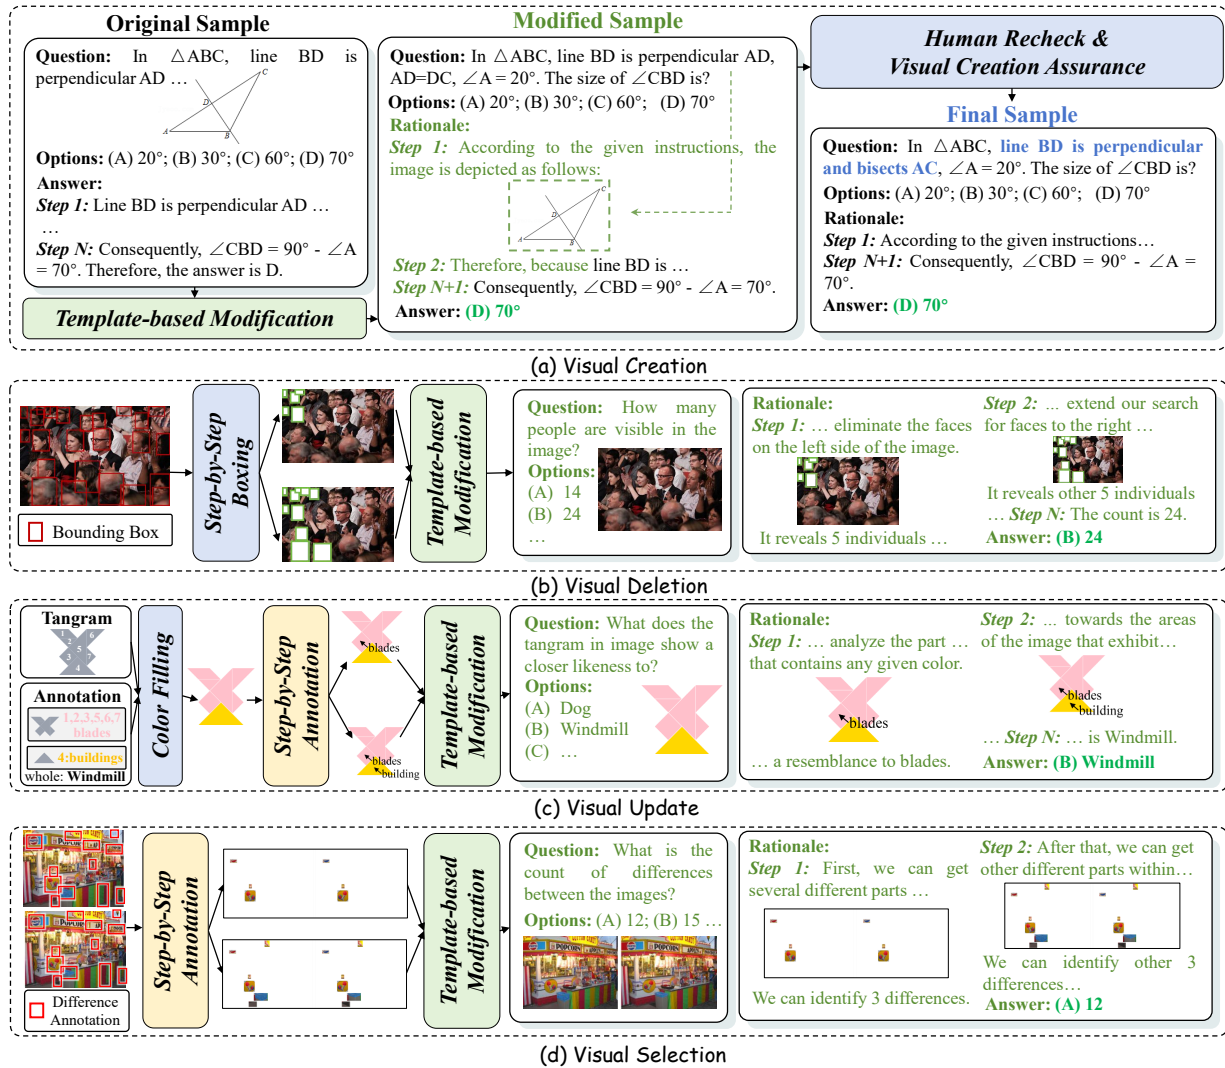 Original Sample
Question: In △ABC, line BD is
perpendicular AD …
C
D
A
B
Options: (A) 20°; (B) 30°; (C) 60°; (D) 70°
Answer:
Step 1: Line BD is perpendicular AD …
…
Step N: Consequently, ∠CBD = 90° - ∠A
= 70°. Therefore, the answer is D.
Template-based Modification
Modified Sample
Question: In △ABC, line BD is perpendicular AD,
AD=DC, ∠A = 20°. The size of ∠CBD is?
Options: (A) 20°; (B) 30°; (C) 60°; (D) 70°
Rationale:
Step 1: According to the given instructions, the
image is depicted as follows:
C
D
A
B
Step 2: Therefore, because line BD is …
Step N+1: Consequently, ∠CBD = 90° - ∠A = 70°.
Answer: (D) 70°
Human Recheck &
Visual Creation Assurance
Final Sample
Question: In △ABC, line BD is perpendicular
and bisects AC, ∠A = 20°. The size of ∠CBD is?
Options: (A) 20°; (B) 30°; (C) 60°; (D) 70°
Rationale:
Step 1: According to the given instructions…
Step N+1: Consequently, ∠CBD = 90° - ∠A =
70°.
Answer: (D) 70°
(a) Visual Creation
Bounding Box
Step-by-Step
Boxing
Template-based
Modification
Question: How many
people are visible in the
image?
Options:
(A) 14
(B) 24
…
Rationale:
Step 1: … eliminate the faces
on the left side of the image.
It reveals 5 individuals …
Step 2: … extend our search
for faces to the right …
It reveals other 5 individuals
… Step N: The count is 24.
Answer: (B) 24
(b) Visual Deletion
Tangram
1 6
2 5
3 7
4
Annotation
1,2,3,5,6,7
blades
4:buildings
whole: Windmill
Color Filling
Step-by-Step
Annotation
blades
blades
building
Template-based
Modification
Question: What does the
tangram in image show a
closer likeness to?
Options:
(A) Dog
(B) Windmill
(C) …
Rationale:
Step 1: … analyze the part …
that contains any given color.
blades
… a resemblance to blades.
Step 2: … towards the areas
of the image that exhibit…
blades
building
… Step N: … is Windmill.
Answer: (B) Windmill
(c) Visual Update
Difference
Annotation
Step-by-Step
Annotation
Template-based
Modification
Question: What is the
count of differences
between the images?
Options: (A) 12; (B) 15 …
POPCORN
POPCORN
Rationale:
Step 1: First, we can get
several different parts …
We can identify 3 differences.
Step 2: After that, we can get
other different parts within…
We can identify other 3
differences…
Answer: (A) 12
(d) Visual Selection